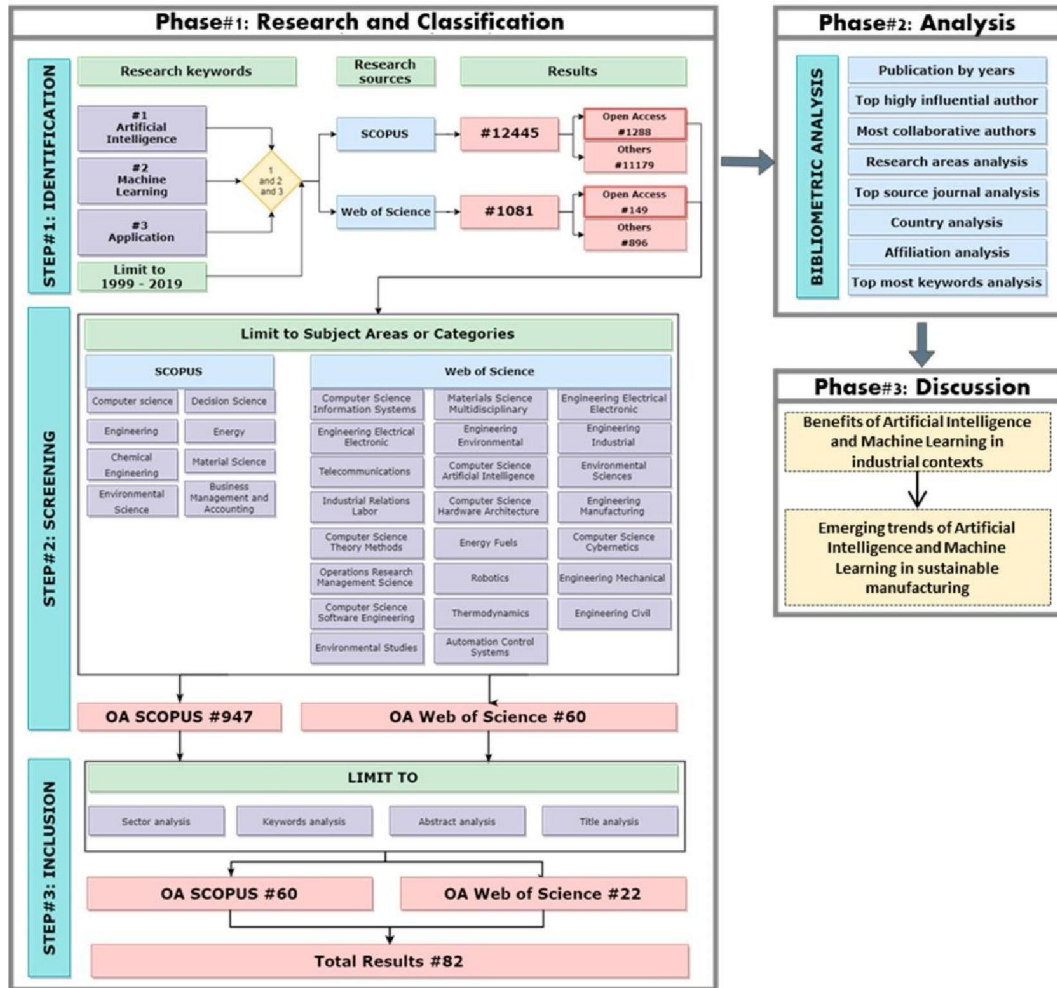 Phase#1: Research and Classification
STEP#1: IDENTIFICATION
Research keywords
Research
sources
Results
#1
Artificial
Intelligence
#2
Machine
Learning
#3
Application
Limit to
1999 - 2019
1
and 2
and 3
SCOPUS
Web of Science
#12445
#1081
Open Access
#1288
Others
#11179
Open Access
#149
Others
#896
STEP#2: SCREENING
Limit to Subject Areas or Categories
SCOPUS
Computer science
Decision Science
Engineering
Energy
Chemical
Engineering
Material Science
Environmental
Science
Business
Management and
Accounting
Web of Science
Computer Science
Information Systems
Materials Science
Multidisciplinary
Engineering Electrical
Electronic
Engineering Electrical
Electronic
Engineering
Environmental
Engineering
Industrial
Telecommunications
Computer Science
Artificial Intelligence
Environmental
Sciences
Industrial Relations
Labor
Computer Science
Hardware Architecture
Engineering
Manufacturing
Computer Science
Theory Methods
Energy Fuels
Computer Science
Cybernetics
Operations Research
Management Science
Robotics
Engineering Mechanical
Computer Science
Software Engineering
Thermodynamics
Engineering Civil
Environmental Studies
Automation Control
Systems
OA SCOPUS #947
OA Web of Science #60
STEP#3: INCLUSION
LIMIT TO
Sector analysis
Keywords analysis
Abstract analysis
Title analysis
OA SCOPUS #60
OA Web of Science #22
Total Results #82
Phase#2: Analysis
BIBLIOMETRIC ANALYSIS
Publication by years
Top higly influential author
Most collaborative authors
Research areas analysis
Top source journal analysis
Country analysis
Affiliation analysis
Top most keywords analysis
Phase#3: Discussion
Benefits of Artificial Intelligence
and Machine Learning in
industrial contexts
Emerging trends of Artificial
Intelligence and Machine
Learning in sustainable
manufacturing